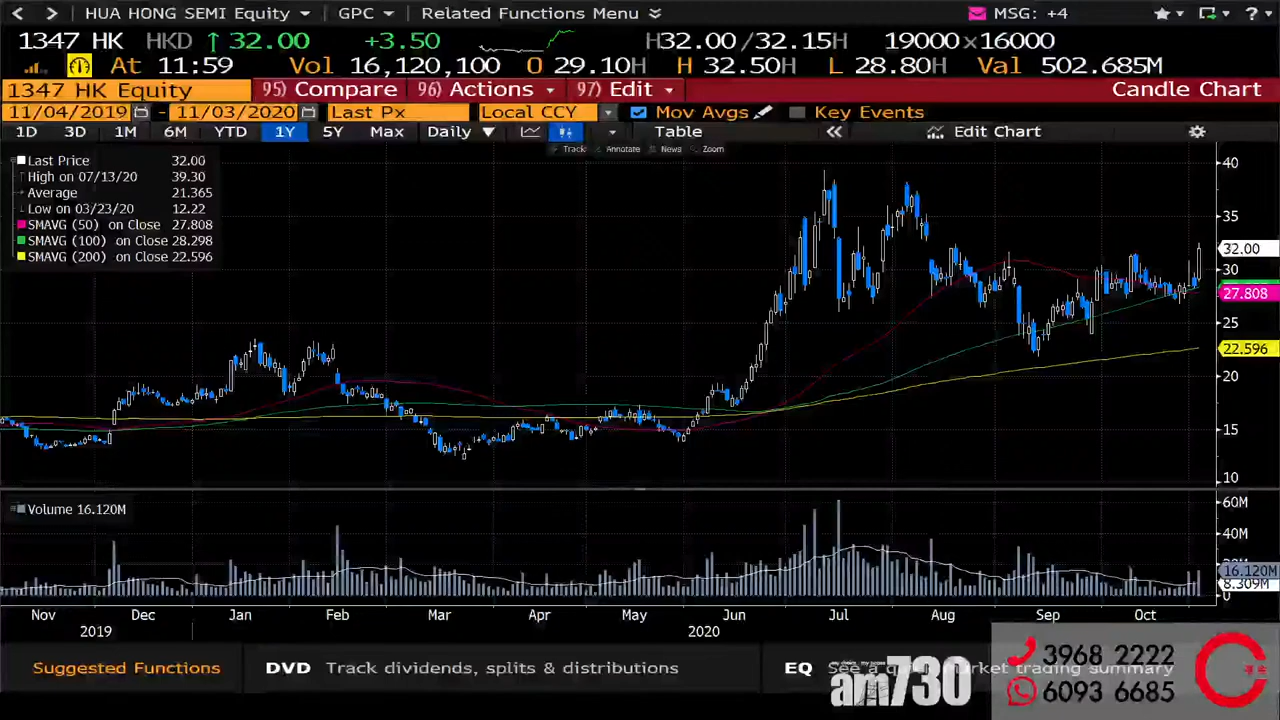 < > HUA HONG SEMI Equity GPC Related Functions Menu MSG: +4 ?
1347 HK HKD ↑ 32.00 +3.50 H32.00/32.15H 19000×16000
At 11:59 Vol 16,120,100 O 29.10H H 32.50H L 28.80H Val 502.685M
1347 HK Equity 95) Compare 96) Actions 97) Edit Candle Chart
11/04/2019 - 11/03/2020 Last Px Local CCY Mov Avgs Key Events
1D 3D 1M 6M YTD 1Y 5Y Max Daily ▼ Table « Edit Chart
Track Annotate News Zoom
Last Price 32.00
High on 07/13/20 39.30
Average 21.365
Low on 03/23/20 12.22
SMAVG (50) on Close 27.808
SMAVG (100) on Close 28.298
SMAVG (200) on Close 22.596
40
35
32.00
30
27.808
25
22.596
20
15
10
Volume 16.120M
60M
40M
16.120M
8.309M
0
Nov Dec Jan Feb Mar Apr May Jun Jul Aug Sep Oct
2019 2020
Suggested Functions DVD Track dividends, splits & distributions EQ See a quick market trading summary
am730
3968 2222
6093 6685